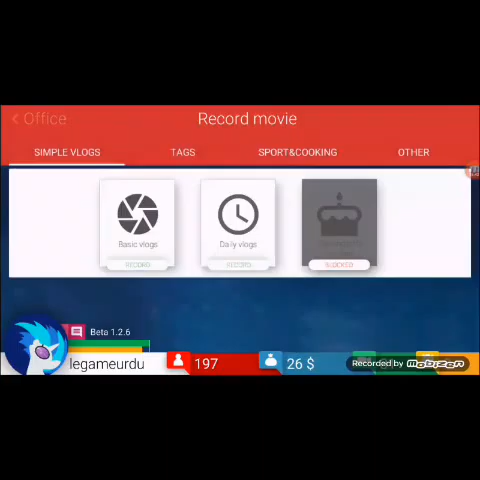 < Office
Record movie
SIMPLE VLOGS TAGS SPORT&COOKING OTHER
Basic vlogs Daily vlogs
RECORD RECORD BLOCKED
Beta 1.2.6
legameurdu 197 26 $ Recorded by mobizen